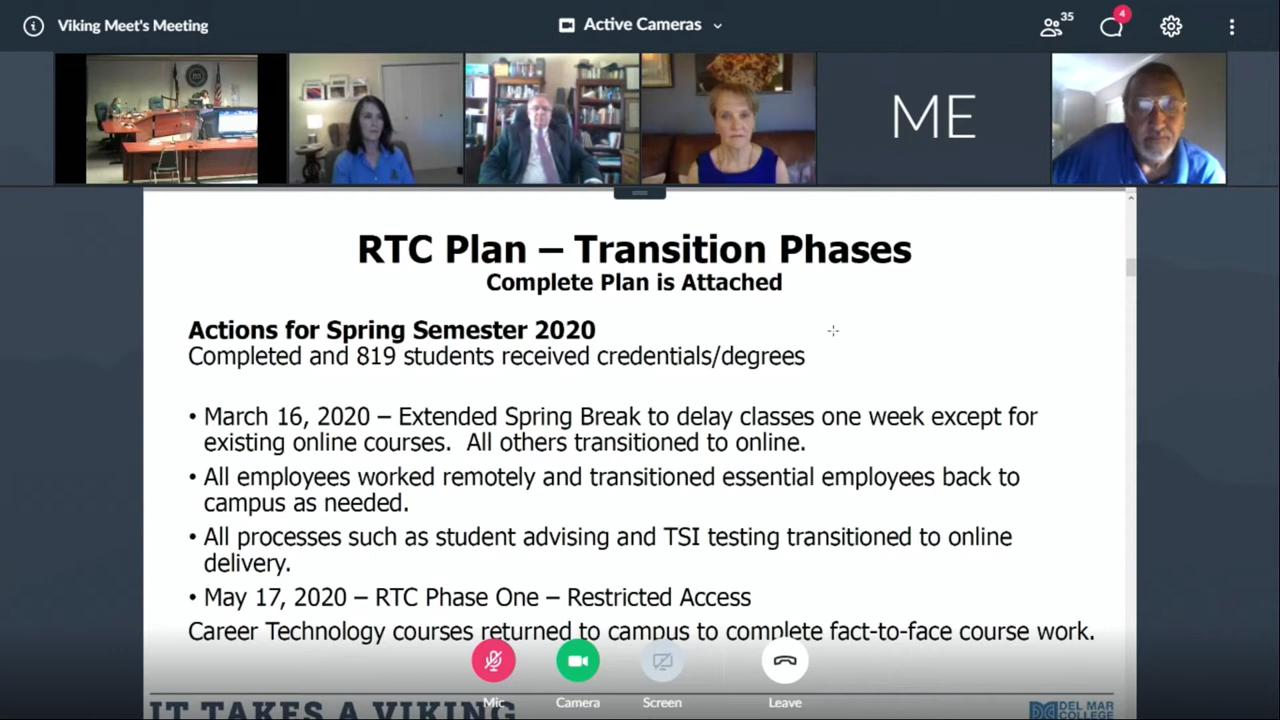 Viking Meet's Meeting
Active Cameras
35
4
ME
RTC Plan – Transition Phases
Complete Plan is Attached
Actions for Spring Semester 2020
Completed and 819 students received credentials/degrees
• March 16, 2020 – Extended Spring Break to delay classes one week except for
existing online courses. All others transitioned to online.
• All employees worked remotely and transitioned essential employees back to
campus as needed.
• All processes such as student advising and TSI testing transitioned to online
delivery.
• May 17, 2020 – RTC Phase One – Restricted Access
Career Technology courses returned to campus to complete fact-to-face course work.
Mic
Camera
Screen
Leave
IT TAKES A VIKING
DEL MAR
COLLEGE